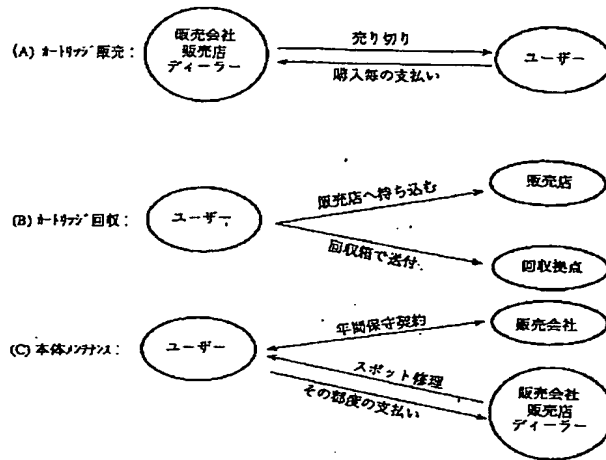 (A) カートリッジ販売:
販売会社
販売店
ディーラー
売り切り
購入毎の支払い
ユーザー
(B) カートリッジ回収:
ユーザー
販売店へ持ち込む
回収箱で送付
販売店
回収拠点
(C) 本体メンテナンス:
ユーザー
年間保守契約
スポット修理
その都度の支払い
販売会社
販売会社
販売店
ディーラー